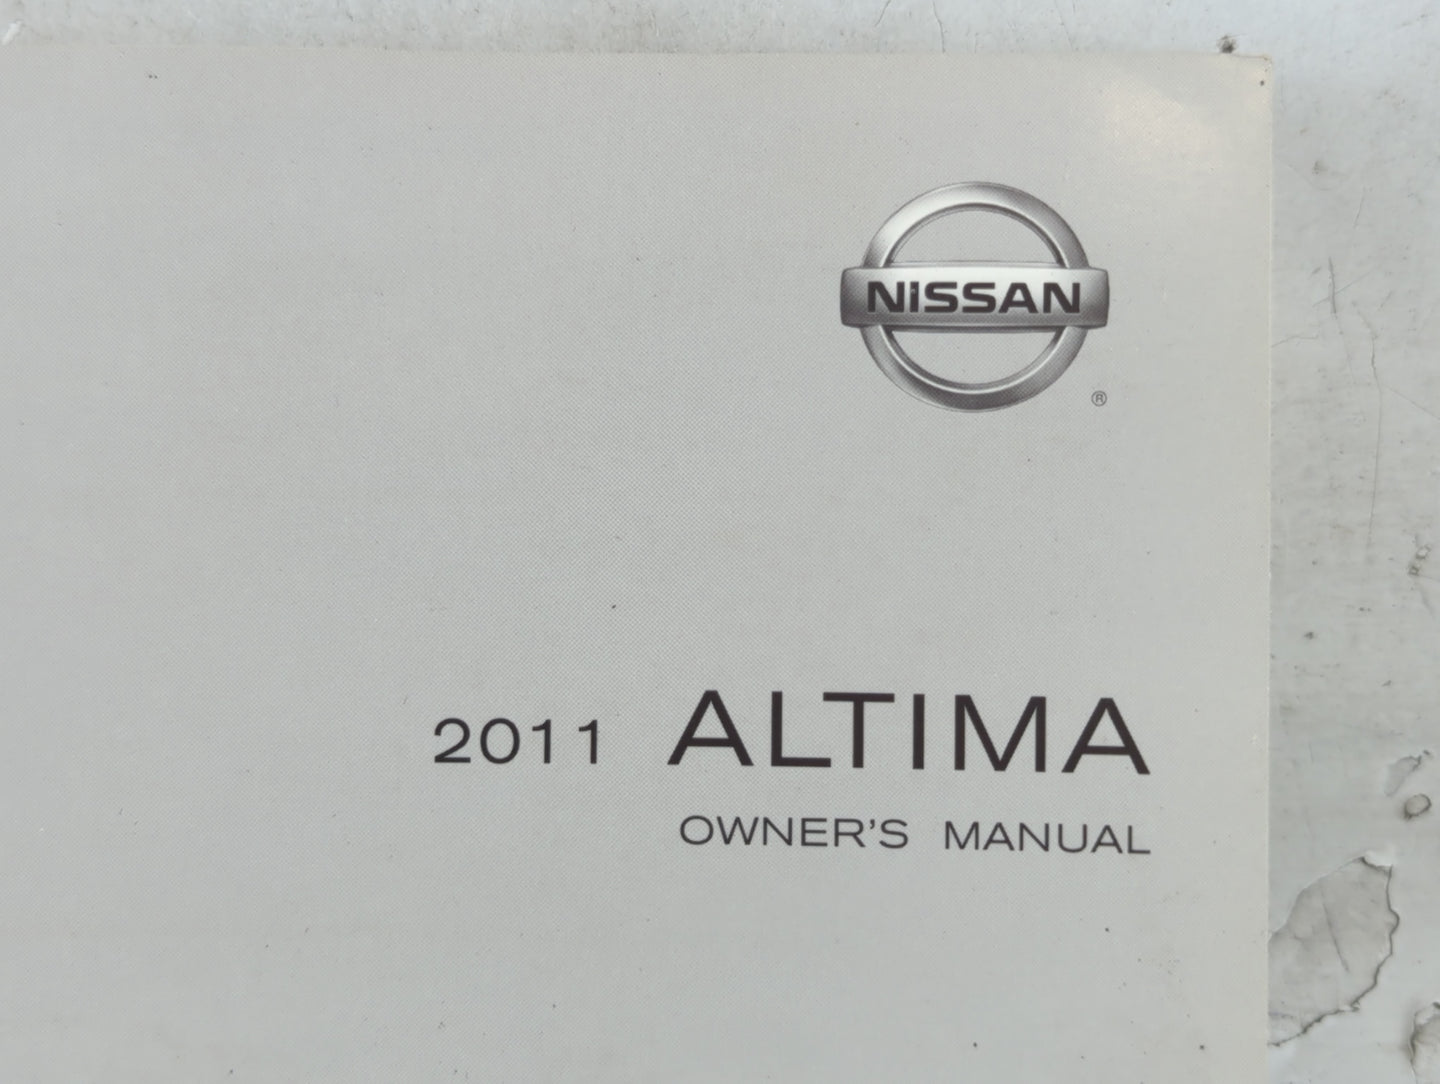 NISSAN
®
2011 ALTIMA
OWNER'S MANUAL